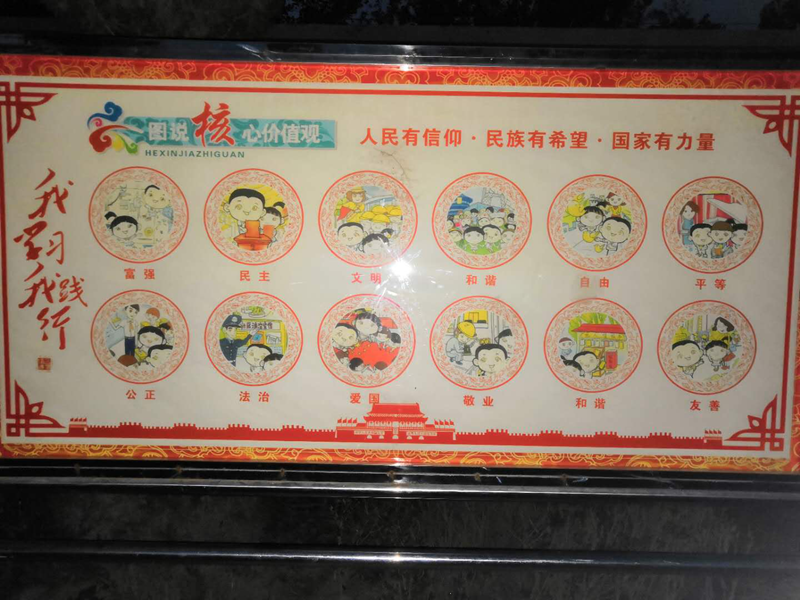 图说核心价值观
HEXINJIAZHIGUAN
人民有信仰·民族有希望·国家有力量
我学习我践行
富强 民主 文明 和谐 自由 平等
公正 法治 爱国 敬业 和谐 友善